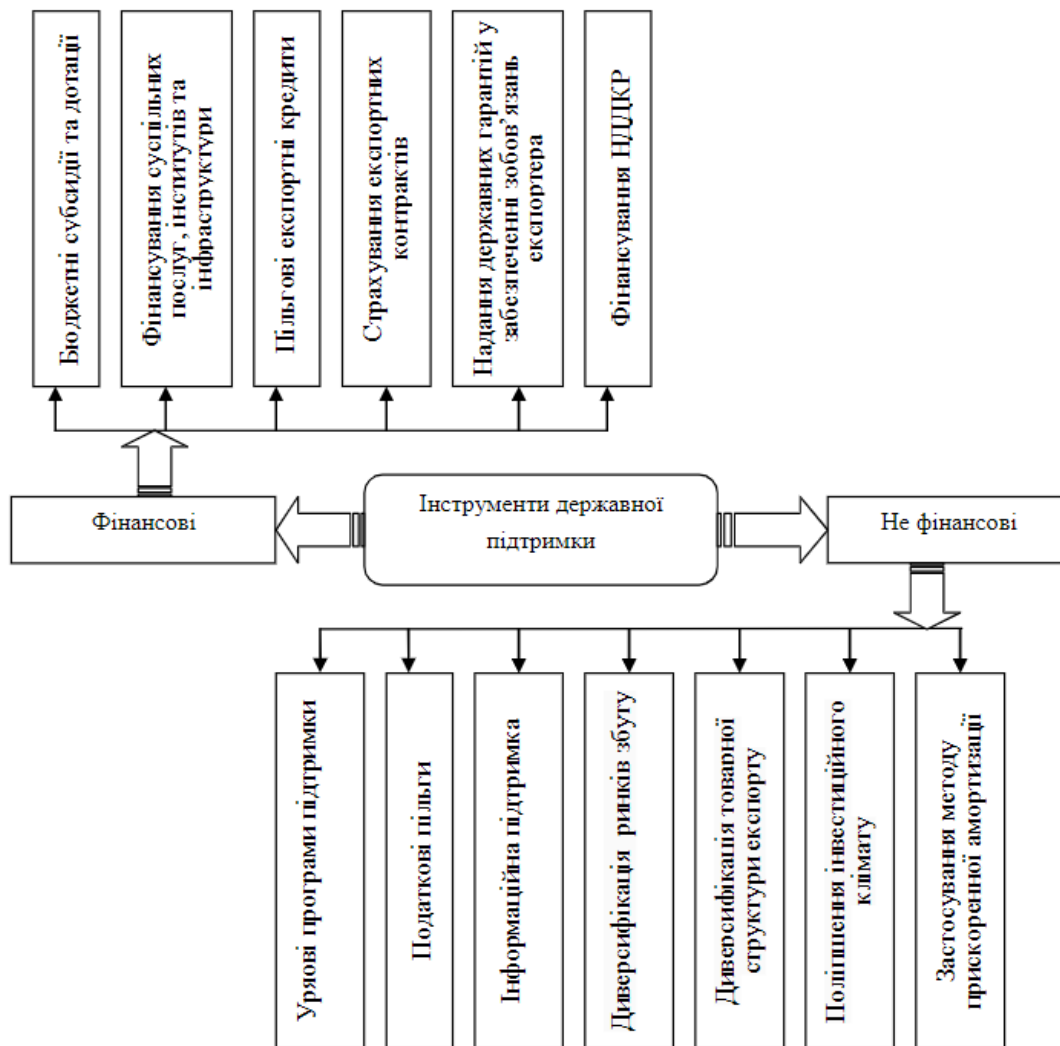 Бюджетні субсидії та дотації
Фінансування суспільних
послуг, інститутів та
інфраструктури
Пільгові експортні кредити
Страхування експортних
контрактів
Надання державних гарантій у
забезпеченні зобов’язань
експортера
Фінансування НДДКР
Фінансові
Інструменти державної
підтримки
Не фінансові
Урядові програми підтримки
Податкові пільги
Інформаційна підтримка
Диверсифікація ринків збуту
Диверсифікація товарної
структури експорту
Поліпшення інвестиційного
клімату
Застосування методу
прискоренної амортизації